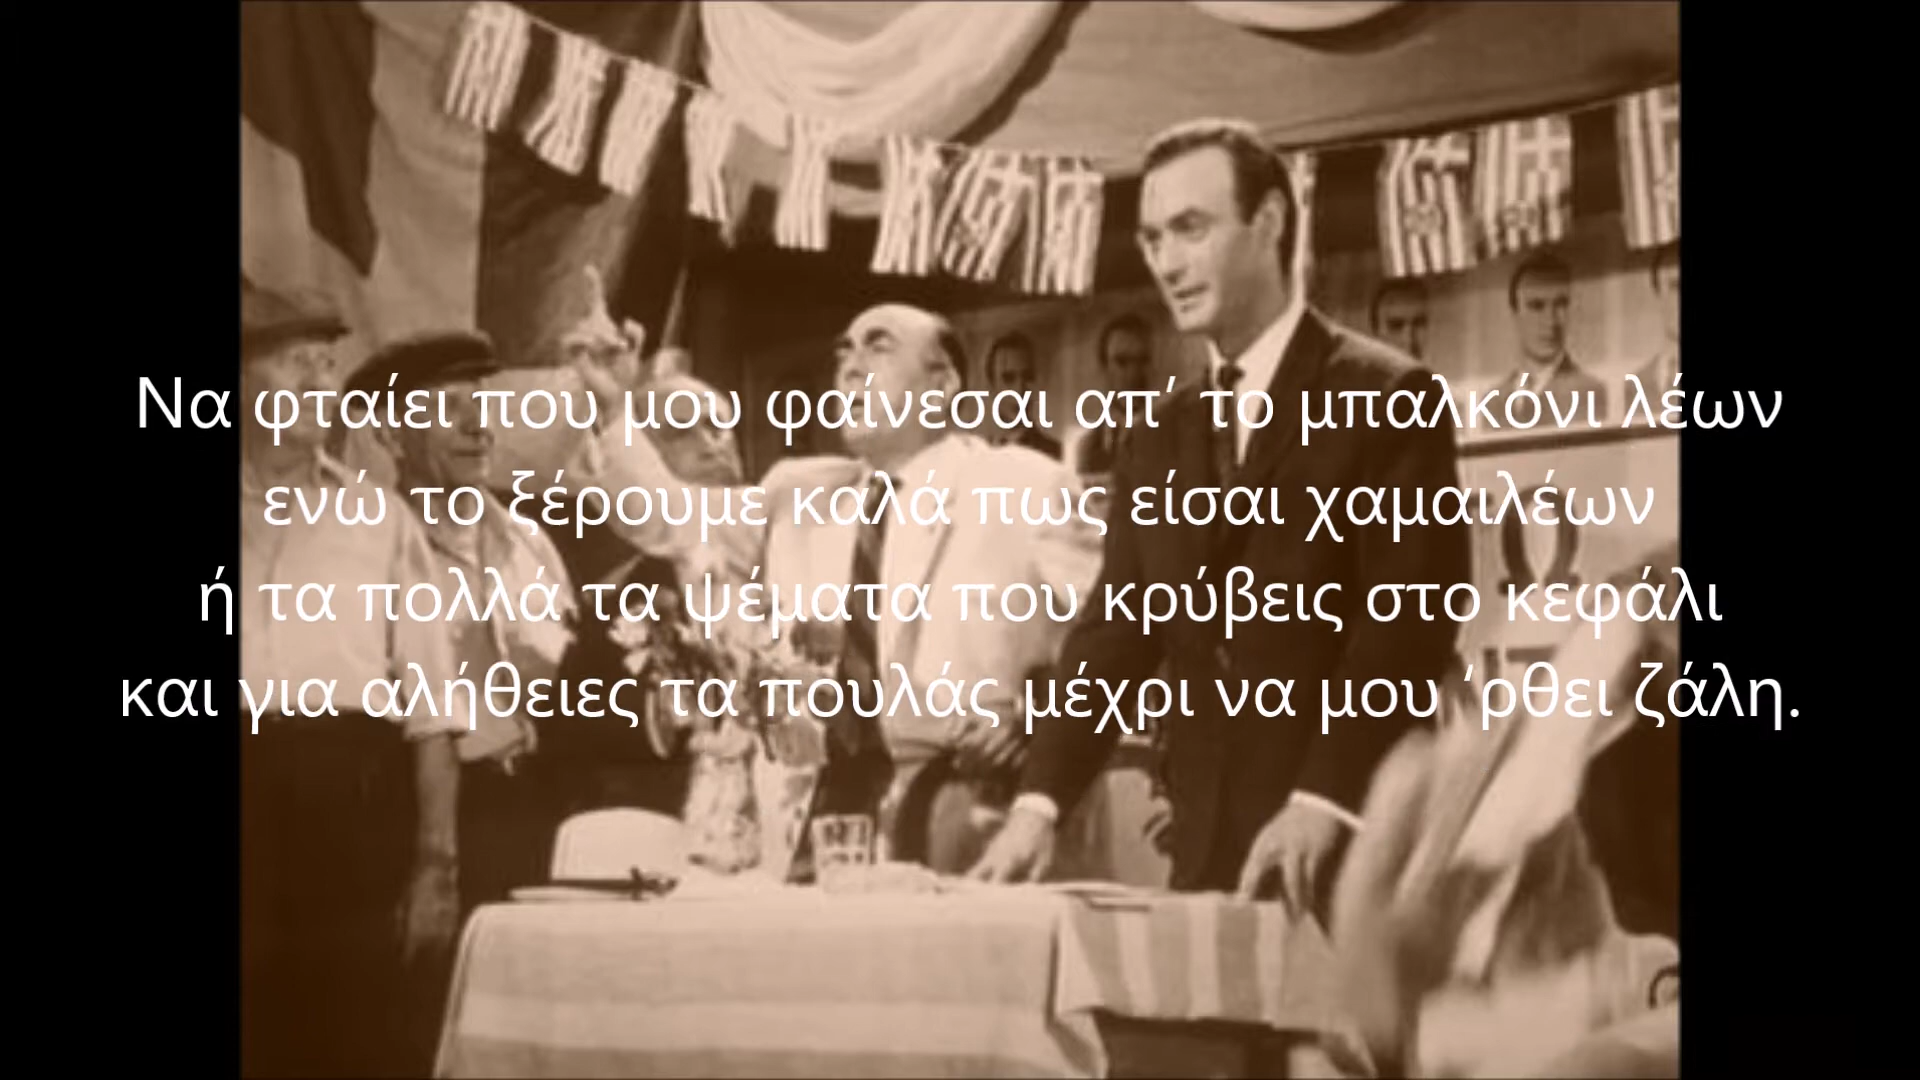 Να φταίει που μου φαίνεσαι απ’ το μπαλκόνι λέων
ενώ το ξέρουμε καλά πως είσαι χαμαιλέων
ή τα πολλά τα ψέματα που κρύβεις στο κεφάλι
και για αλήθειες τα πουλάς μέχρι να μου ‘ρθει ζάλη.